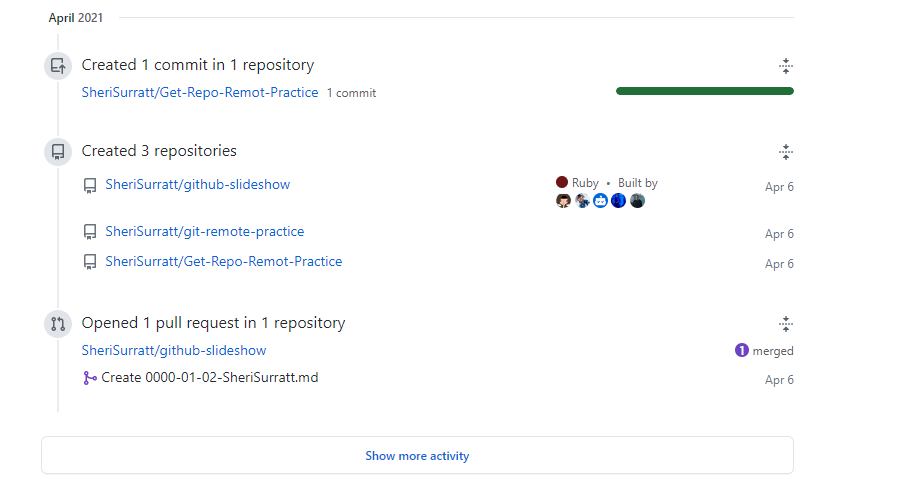 April 2021
Created 1 commit in 1 repository
SheriSurratt/Get-Repo-Remot-Practice 1 commit
Created 3 repositories
SheriSurratt/github-slideshow Ruby • Built by Apr 6
SheriSurratt/git-remote-practice Apr 6
SheriSurratt/Get-Repo-Remot-Practice Apr 6
Opened 1 pull request in 1 repository
SheriSurratt/github-slideshow 1 merged
Create 0000-01-02-SheriSurratt.md Apr 6
Show more activity